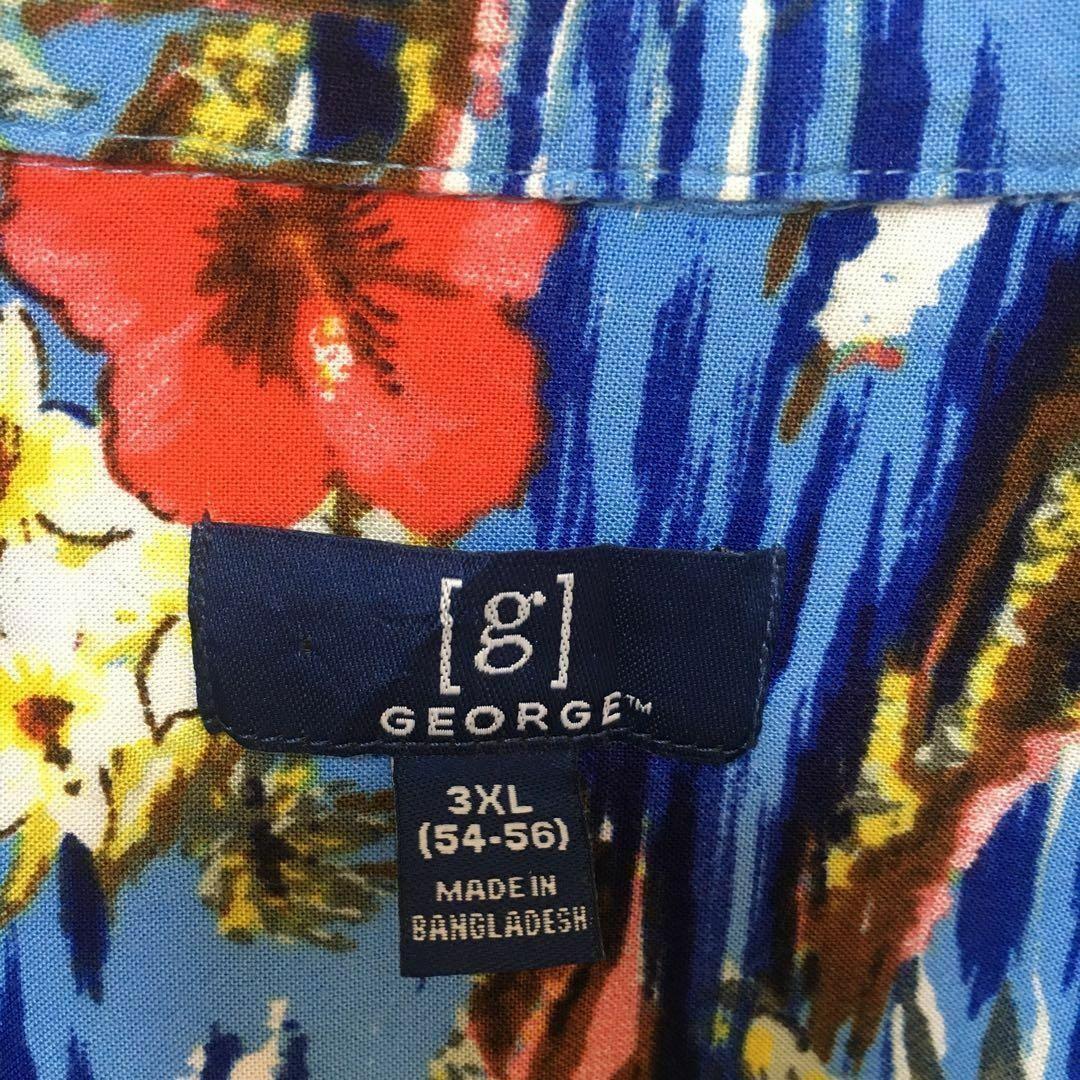 [g]
GEORGE™
3XL
(54-56)
MADE IN
BANGLADESH